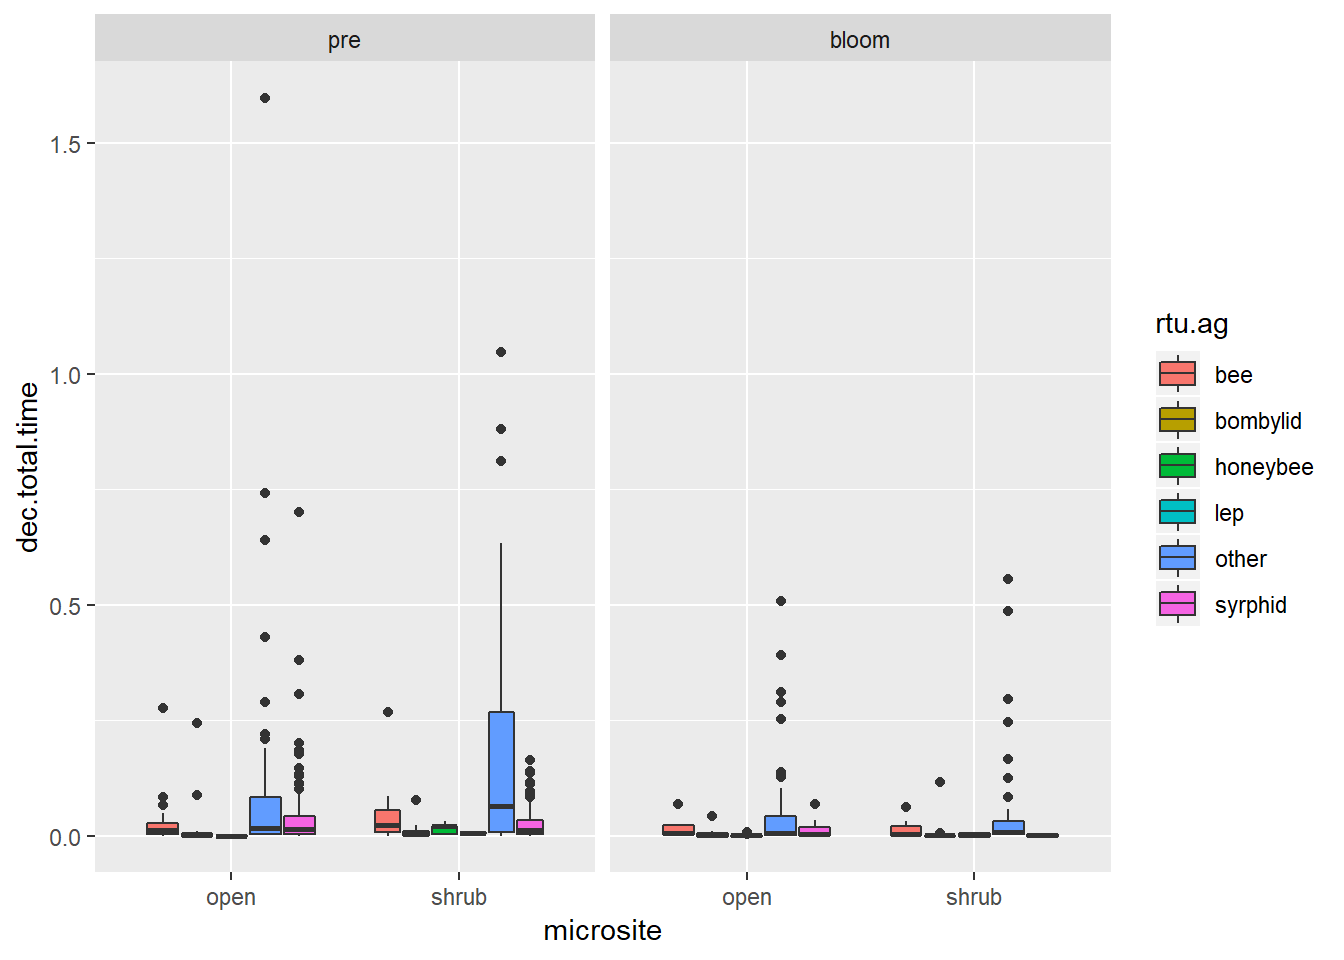 pre
bloom
1.5
1.0
0.5
0.0
dec.total.time
open
shrub
open
shrub
microsite
rtu.ag
bee
bombylid
honeybee
lep
other
syrphid